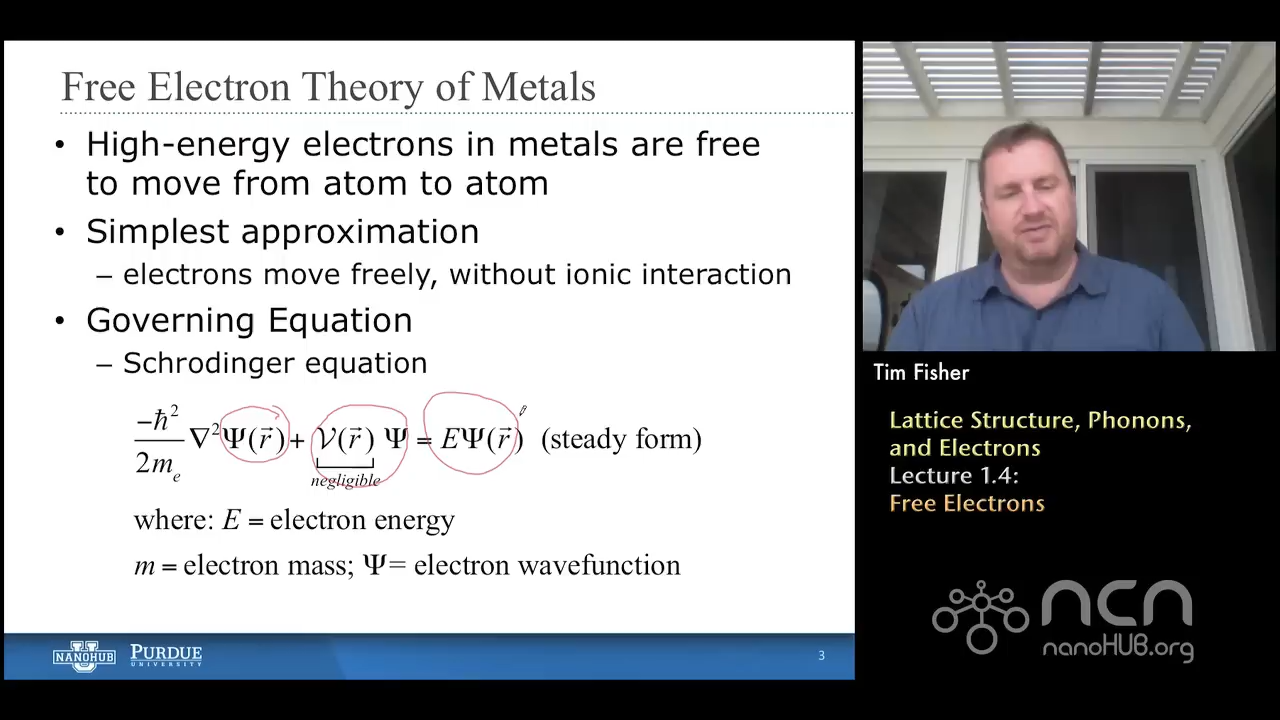 Free Electron Theory of Metals
• High-energy electrons in metals are free
to move from atom to atom
• Simplest approximation
– electrons move freely, without ionic interaction
• Governing Equation
– Schrodinger equation
−ħ²/2mₑ ∇²Ψ(r⃗) + 𝒱(r⃗) Ψ = EΨ(r⃗) (steady form)
negligible
where: E = electron energy
m = electron mass; Ψ= electron wavefunction
NANOHUB
PURDUE
UNIVERSITY
3
Tim Fisher
Lattice Structure, Phonons,
and Electrons
Lecture 1.4:
Free Electrons
ncn
nanoHUB.org